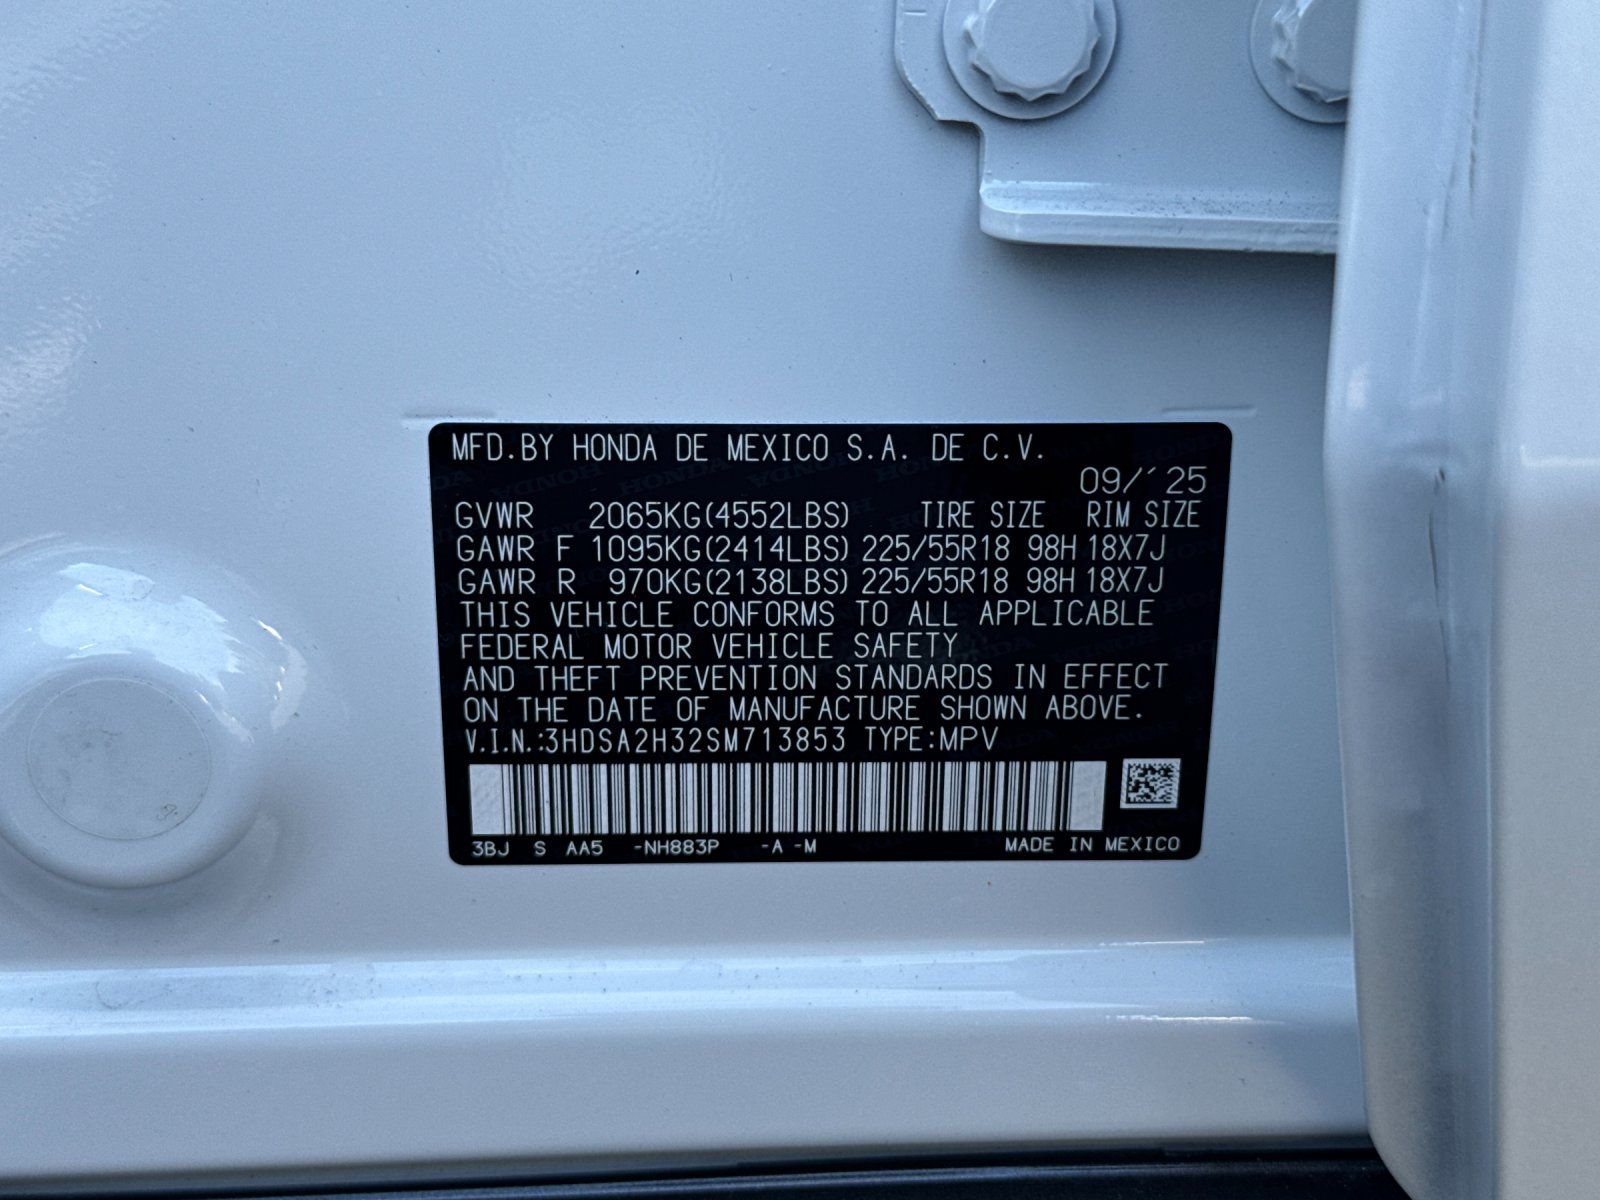 MFD.BY HONDA DE MEXICO S.A. DE C.V.
09/´25
GVWR 2065KG(4552LBS) TIRE SIZE RIM SIZE
GAWR F 1095KG(2414LBS) 225/55R18 98H 18X7J
GAWR R 970KG(2138LBS) 225/55R18 98H 18X7J
THIS VEHICLE CONFORMS TO ALL APPLICABLE
FEDERAL MOTOR VEHICLE SAFETY
AND THEFT PREVENTION STANDARDS IN EFFECT
ON THE DATE OF MANUFACTURE SHOWN ABOVE.
V.I.N.:3HDSA2H32SM713853 TYPE:MPV
3BJ S AA5 -NH883P -A -M MADE IN MEXICO